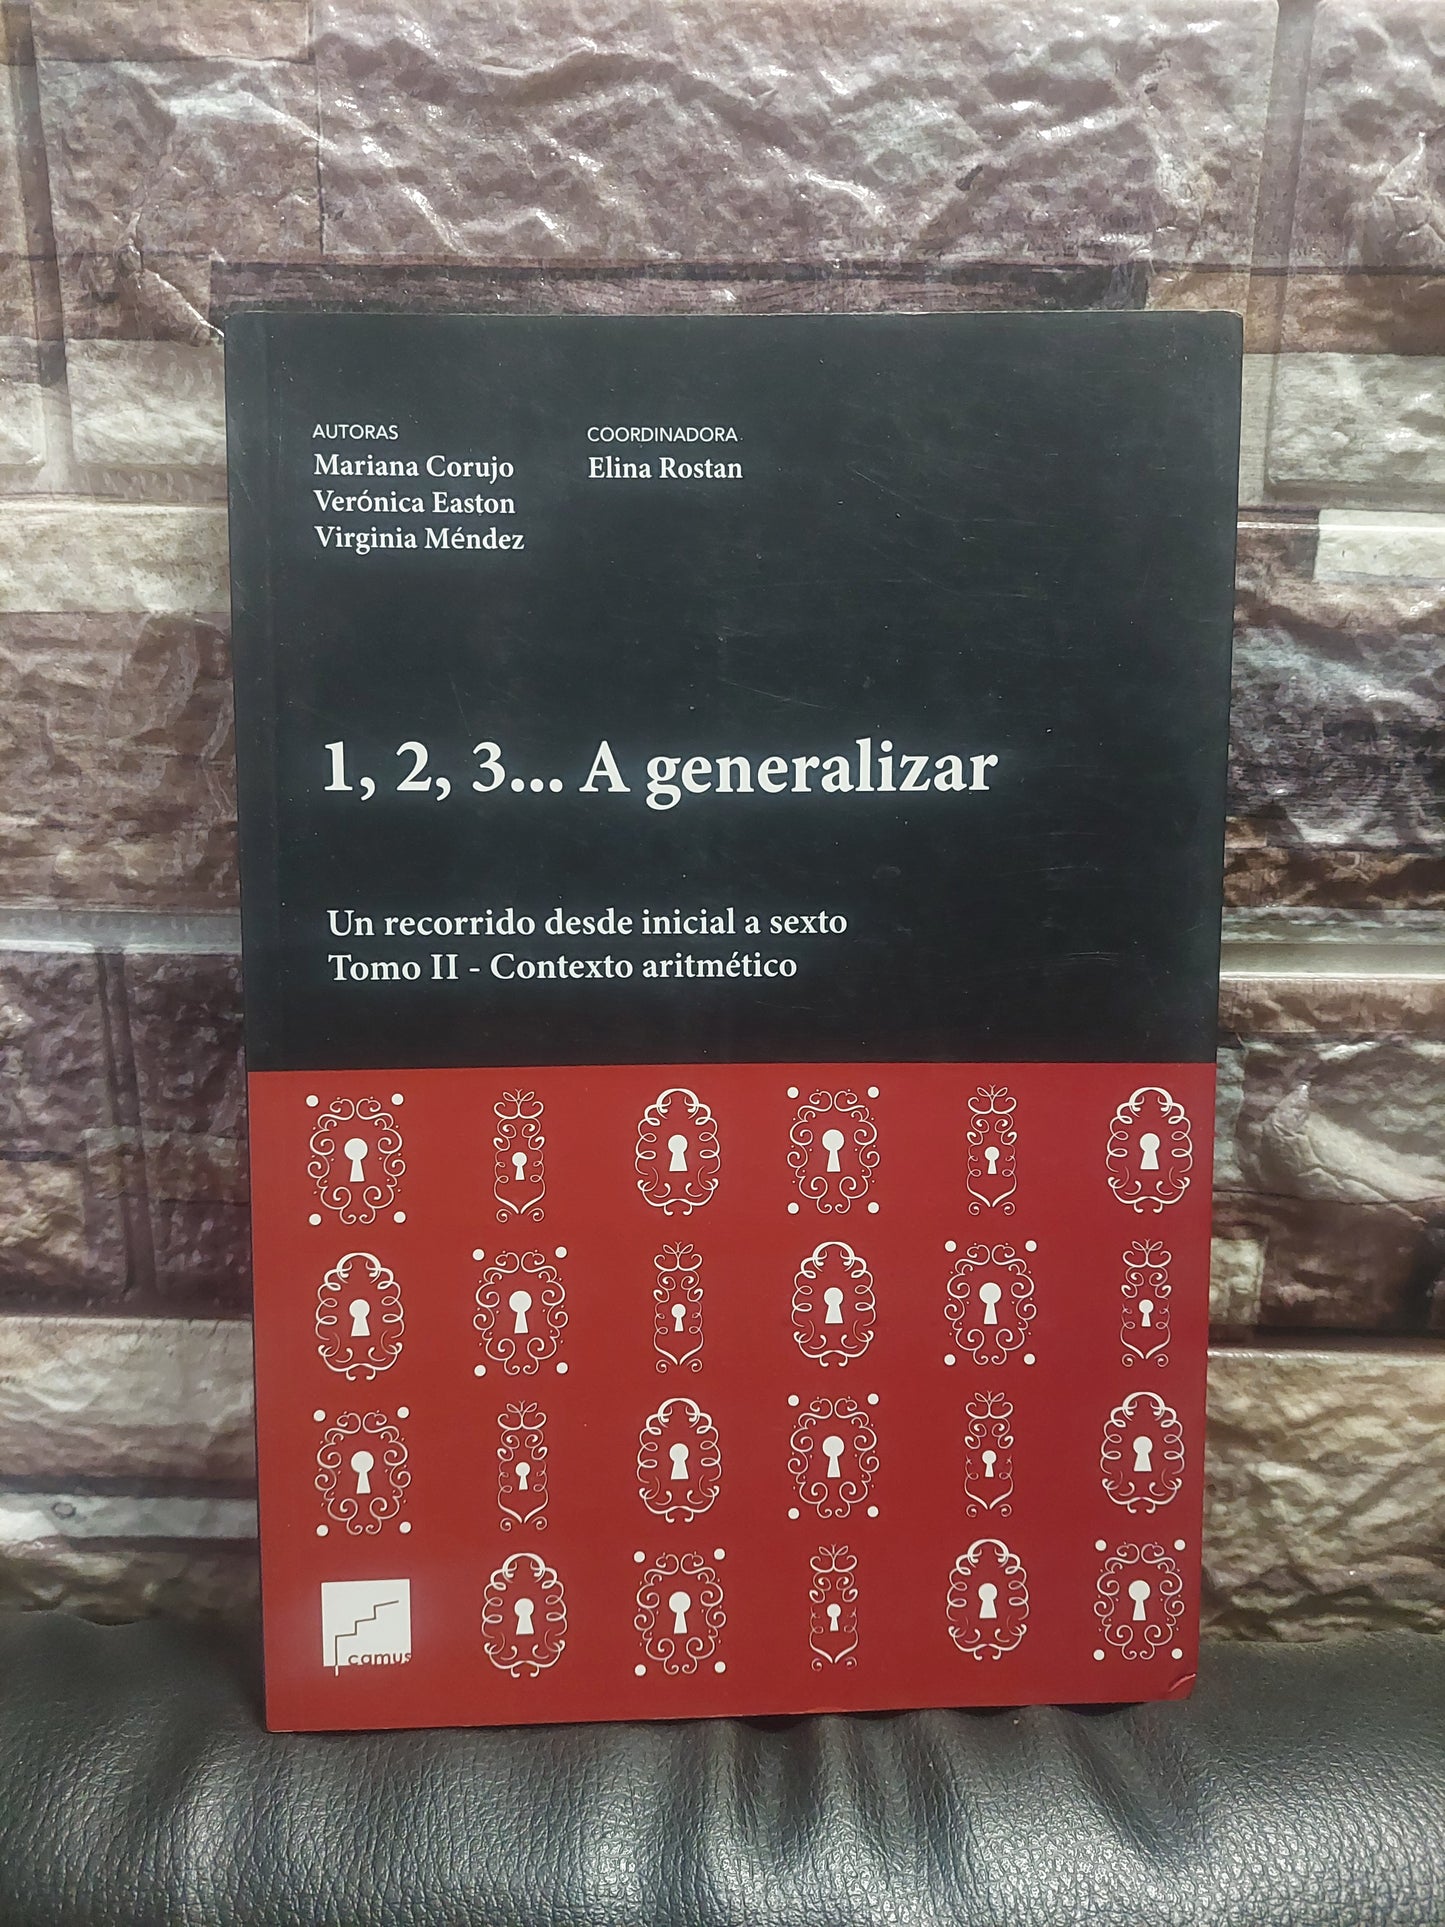 AUTORAS
Mariana Corujo
Verónica Easton
Virginia Méndez
COORDINADORA
Elina Rostan
1, 2, 3... A generalizar
Un recorrido desde inicial a sexto
Tomo II - Contexto aritmético
camus